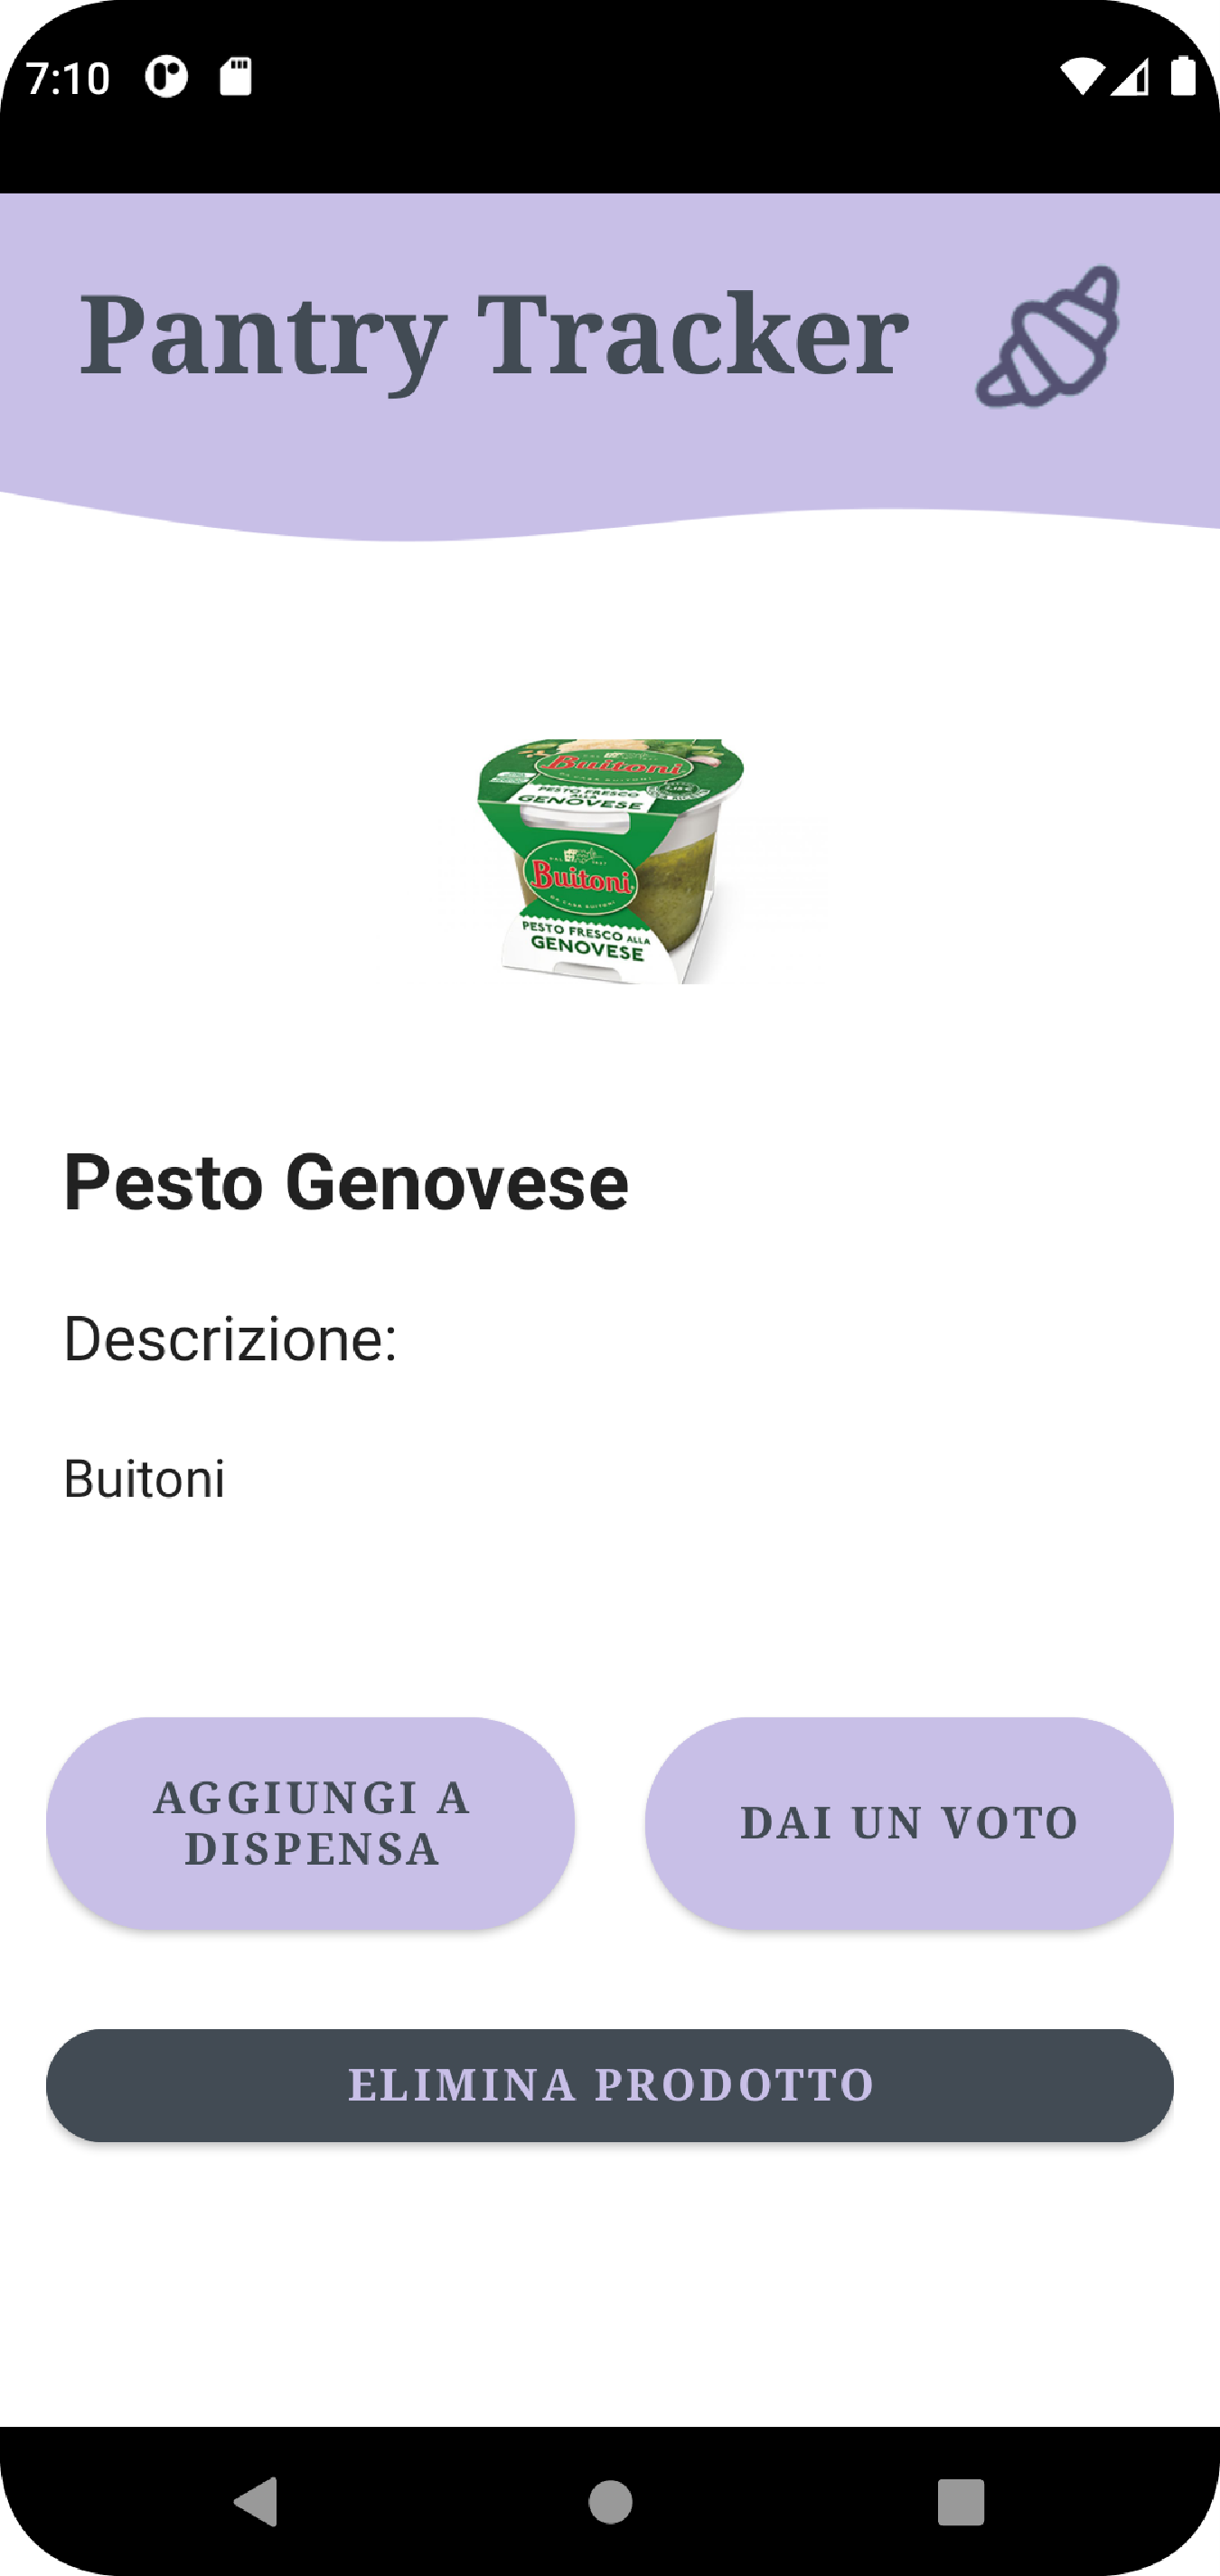 7:10
Pantry Tracker
Buitoni
PESTO FRESCO
ALLA
GENOVESE
Buitoni
PESTO FRESCO ALLA
GENOVESE
Pesto Genovese
Descrizione:
Buitoni
AGGIUNGI A
DISPENSA
DAI UN VOTO
ELIMINA PRODOTTO